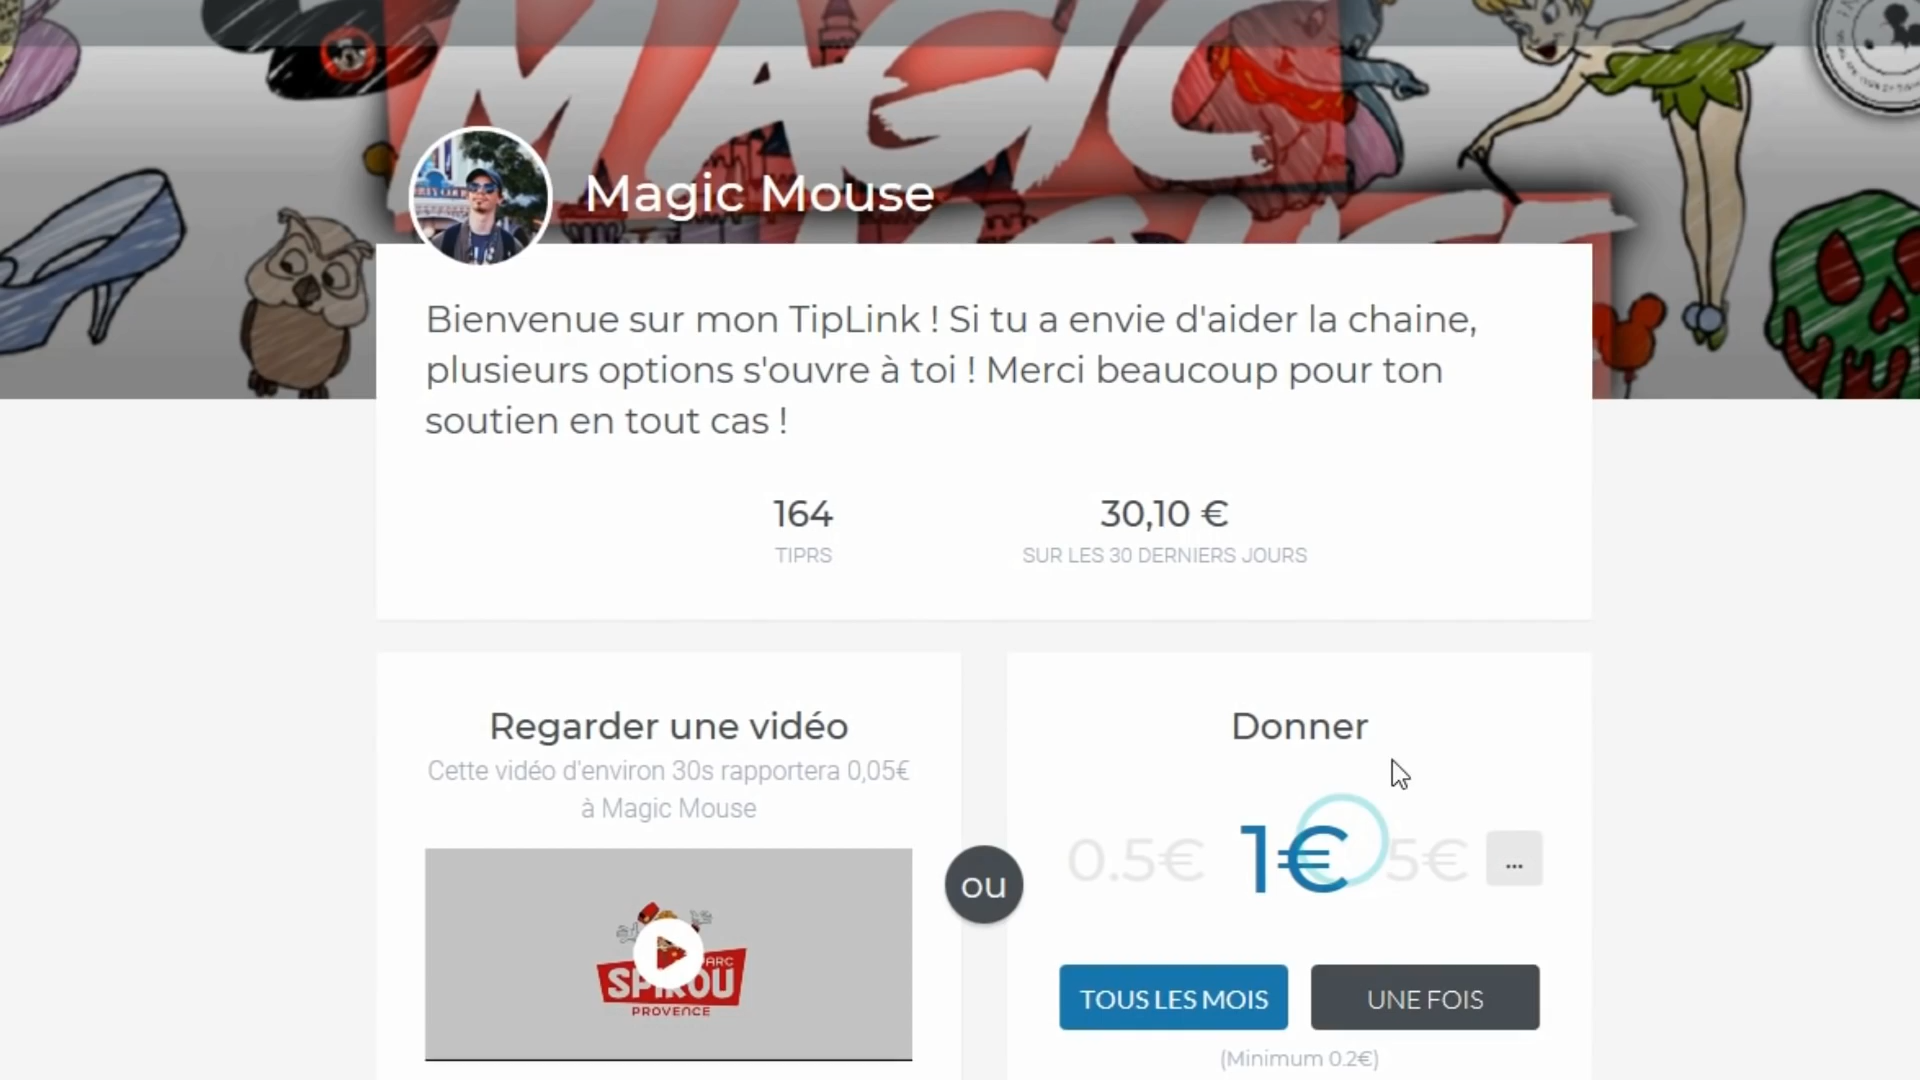 MAGIC
Magic Mouse
Bienvenue sur mon TipLink ! Si tu a envie d'aider la chaine,
plusieurs options s'ouvre à toi ! Merci beaucoup pour ton
soutien en tout cas !
164
TIPRS
30,10 €
SUR LES 30 DERNIERS JOURS
Regarder une vidéo
Cette vidéo d'environ 30s rapportera 0,05€
à Magic Mouse
PARC
SPIROU
PROVENCE
ou
Donner
0.5€ 1€ 5€ ...
TOUS LES MOIS UNE FOIS
(Minimum 0.2€)